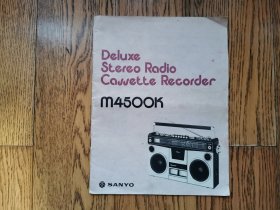 Deluxe
Stereo Radio
Cassette Recorder
M4500K
SANYO